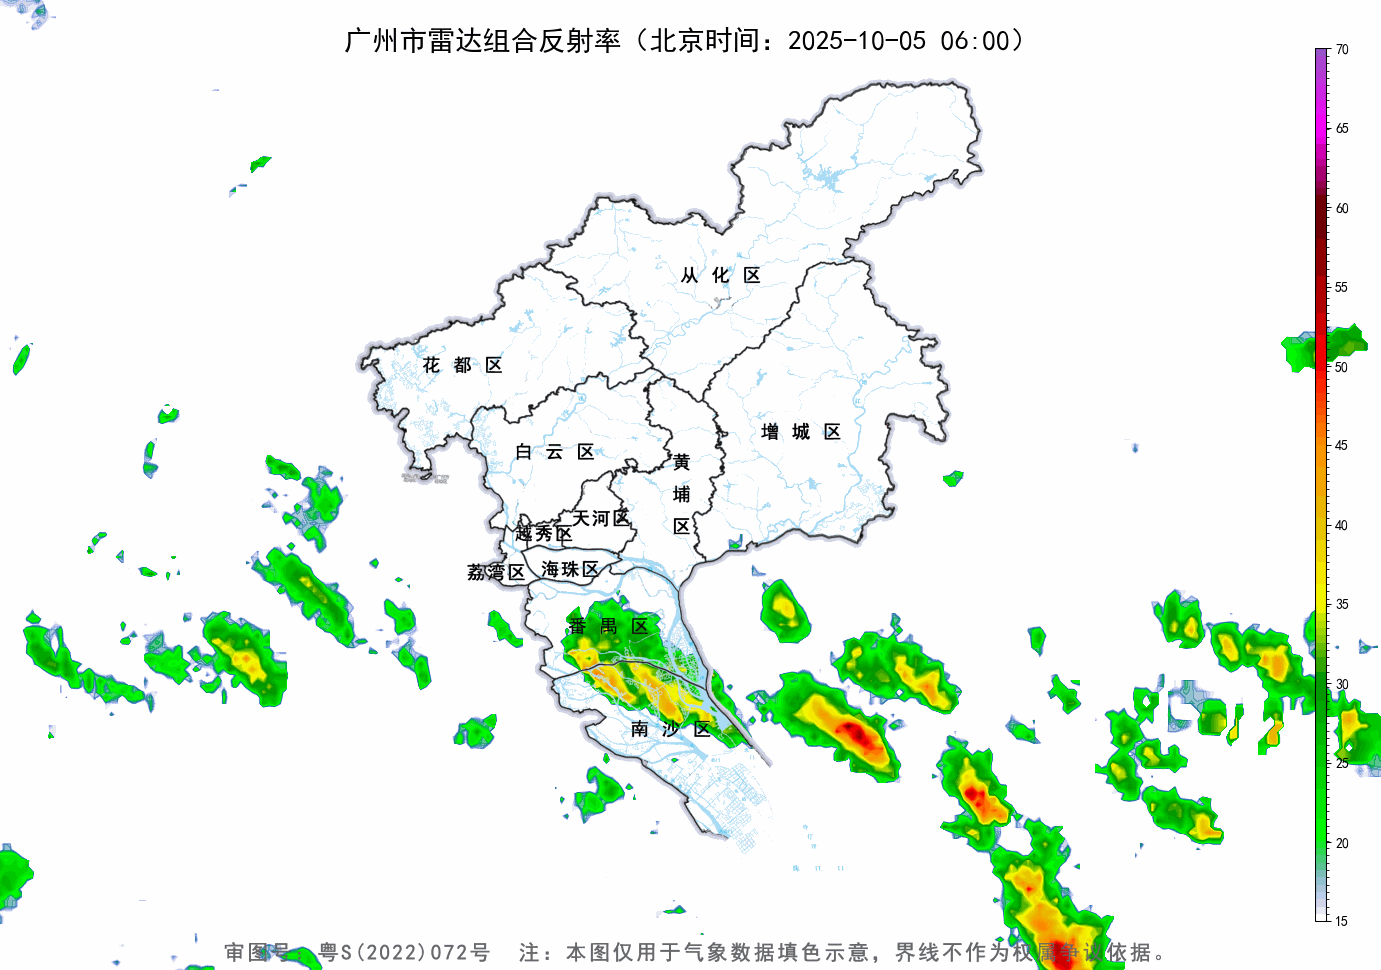 广州市雷达组合反射率（北京时间：2025-10-05 06:00）
70
65
60
55
50
45
40
35
30
25
20
15
从化区
花都区
增城区
白云区
黄埔区
天河区
越秀区
荔湾区
海珠区
番禺区
南沙区
审图号：粤S(2022)072号 注：本图仅用于气象数据填色示意，界线不作为权属争议依据。